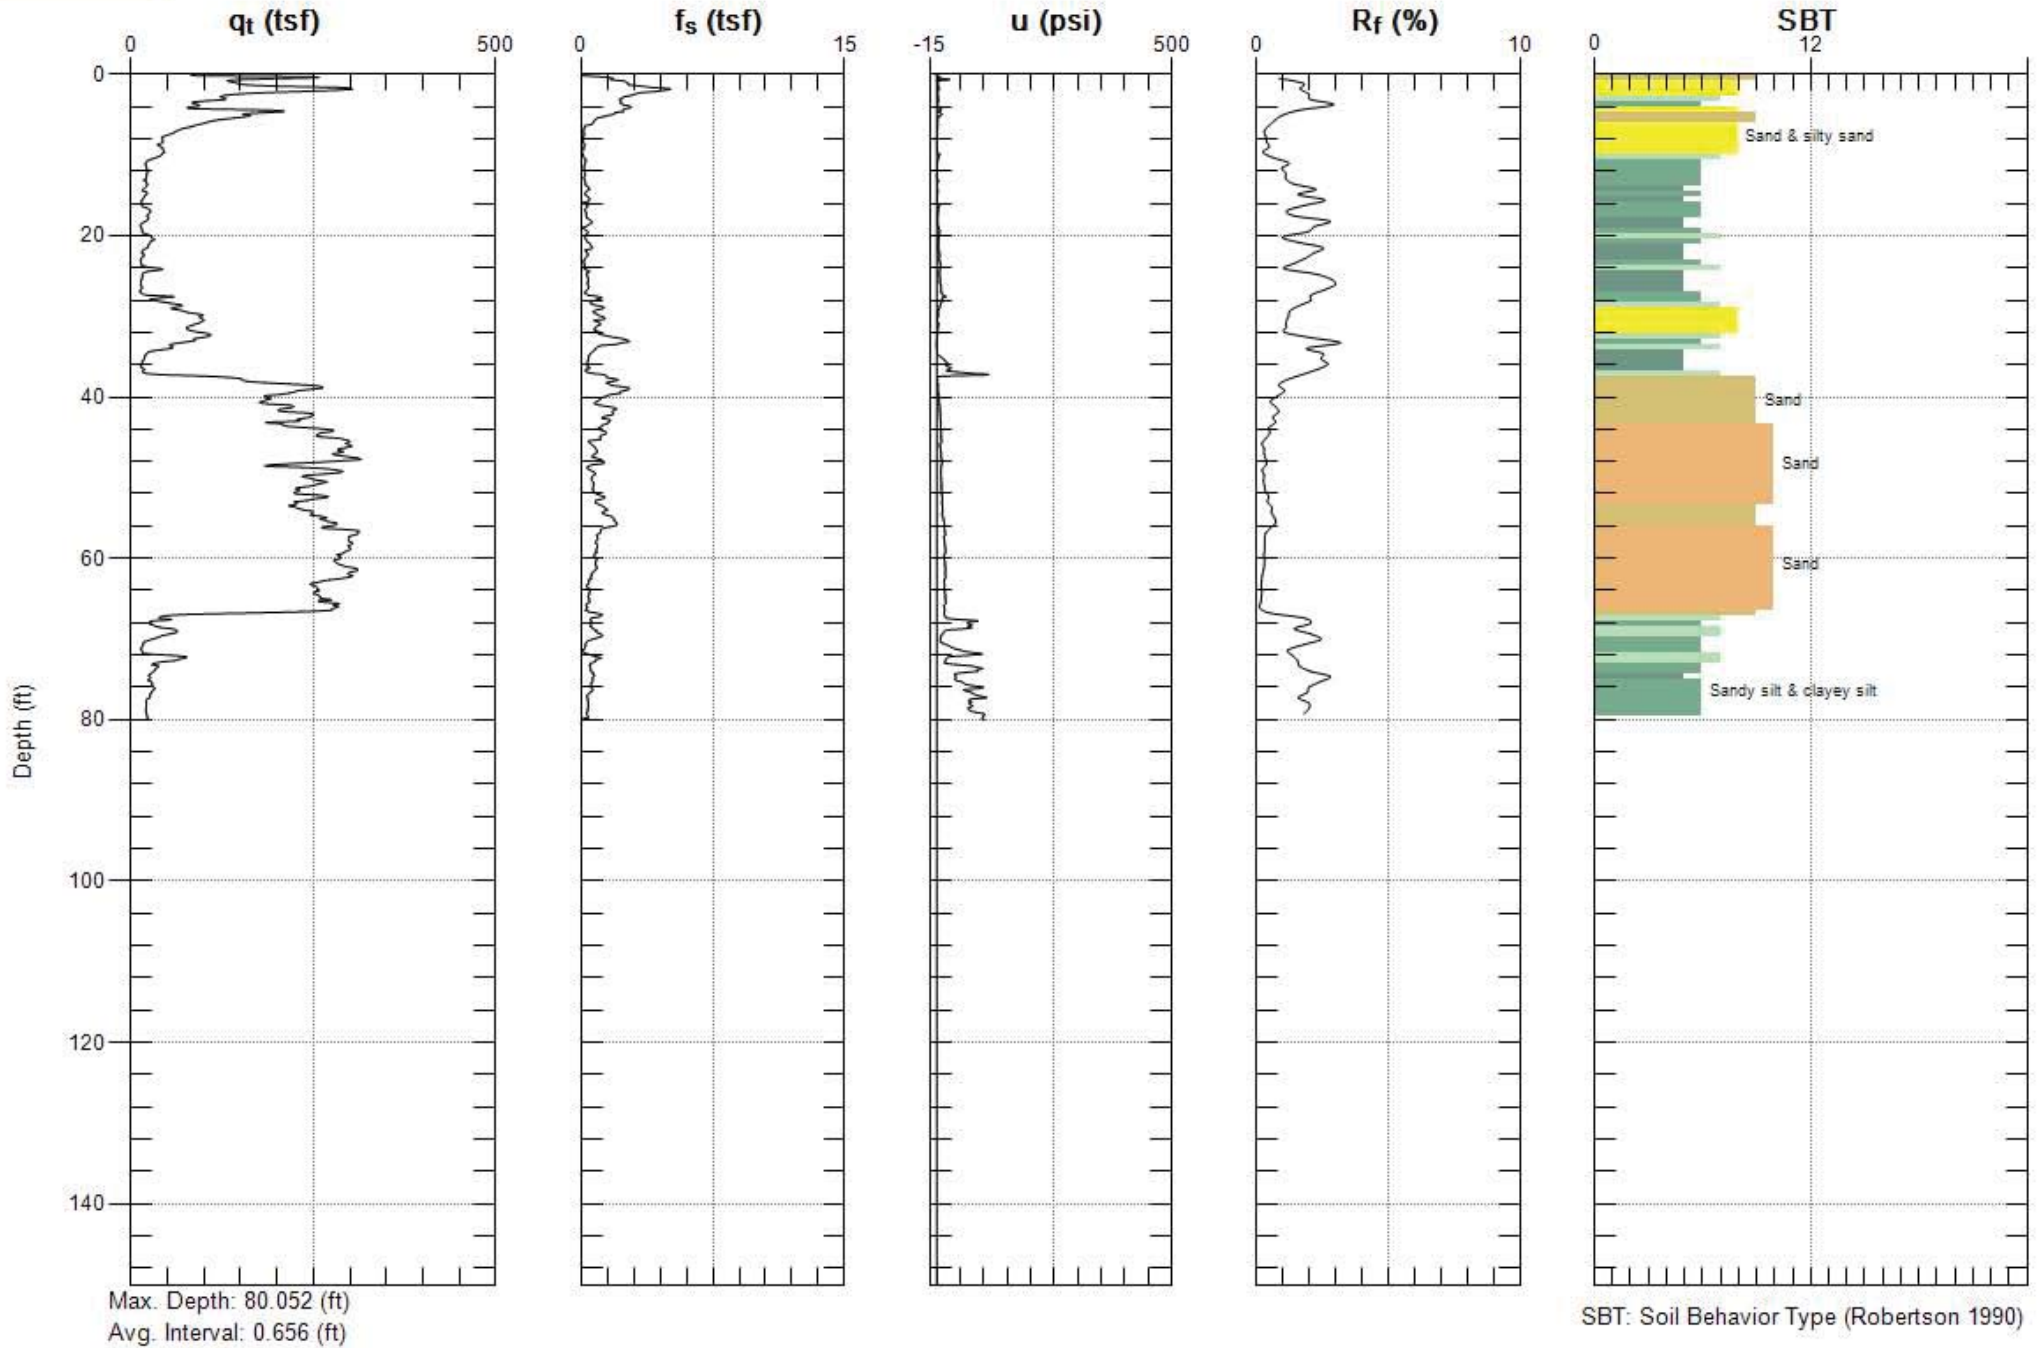 qt (tsf) fs (tsf) u (psi) Rf (%) SBT
0 500 0 15 -15 500 0 10 0 12
0
Sand & silty sand
20
40
Sand
Sand
60
Sand
Sandy silt & clayey silt
80
Depth (ft)
100
120
140
Max. Depth: 80.052 (ft)
Avg. Interval: 0.656 (ft)
SBT: Soil Behavior Type (Robertson 1990)